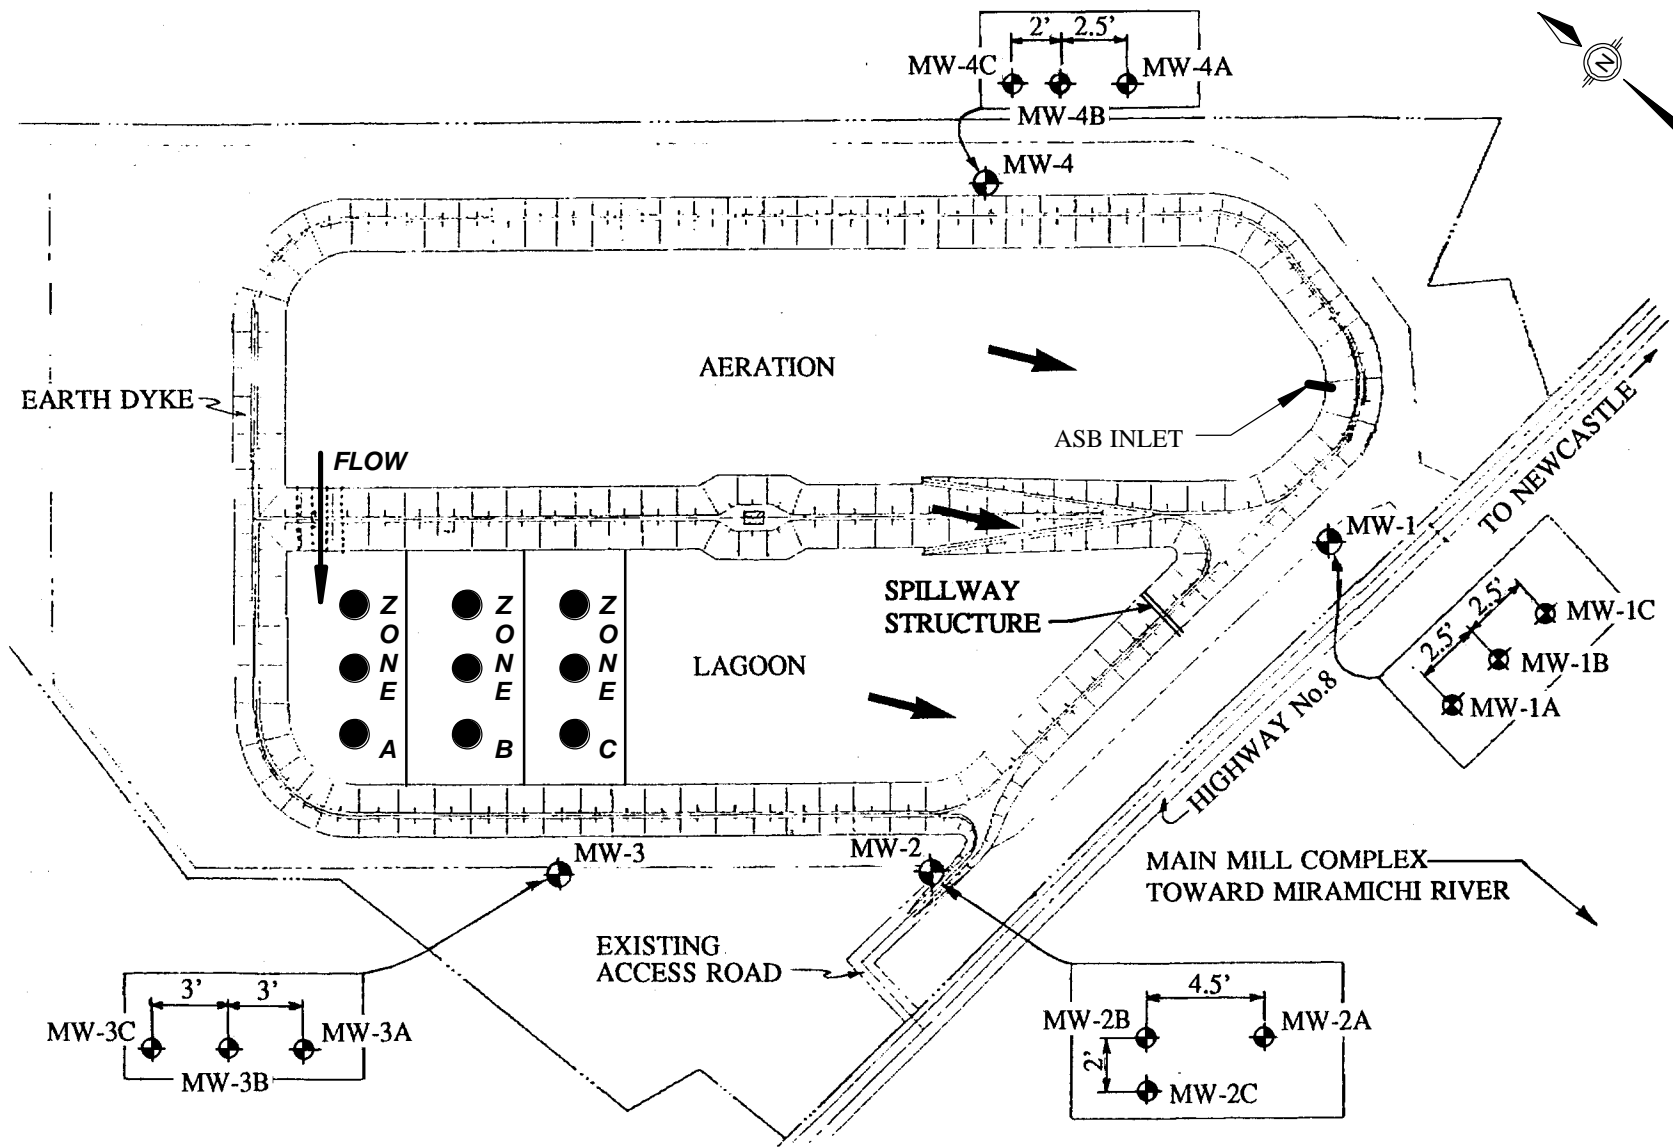 2' 2.5'
MW-4C
MW-4A
MW-4B
N
MW-4
AERATION
EARTH DYKE
ASB INLET
FLOW
TO NEWCASTLE
MW-1
SPILLWAY
STRUCTURE
2.5'
2.5'
MW-1C
MW-1B
MW-1A
ZONE A
ZONE B
ZONE C
LAGOON
HIGHWAY No.8
MW-3
MW-2
MAIN MILL COMPLEX
TOWARD MIRAMICHI RIVER
EXISTING
ACCESS ROAD
3' 3'
MW-3C
MW-3A
MW-3B
4.5'
MW-2B
MW-2A
2'
MW-2C